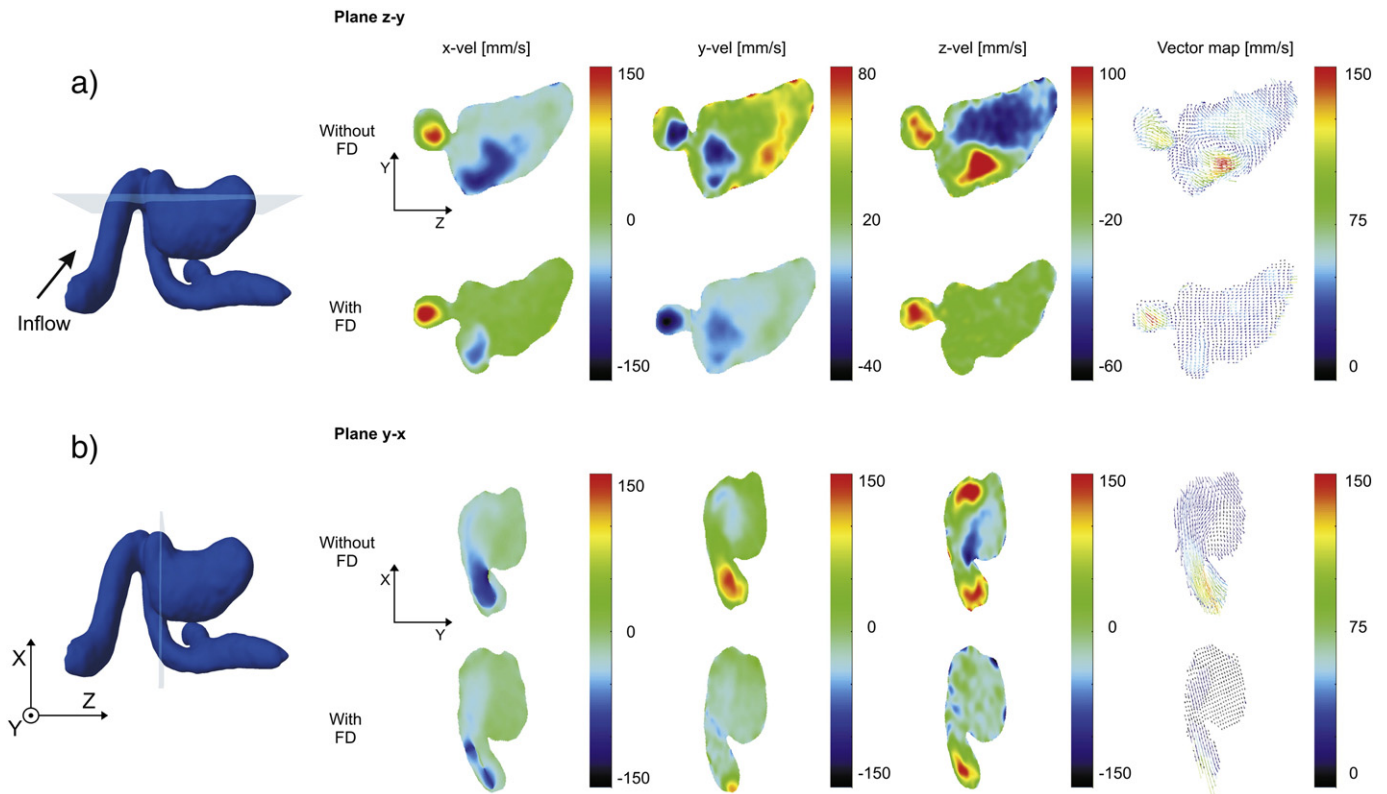 Plane z-y
x-vel [mm/s]
y-vel [mm/s]
z-vel [mm/s]
Vector map [mm/s]
a)
Without
FD
Y
Z
With
FD
Inflow
150
0
-150
80
20
-40
100
-20
-60
150
75
0
Plane y-x
b)
Without
FD
X
Y
With
FD
X
Z
Y
150
0
-150
150
0
-150
150
0
-150
150
75
0